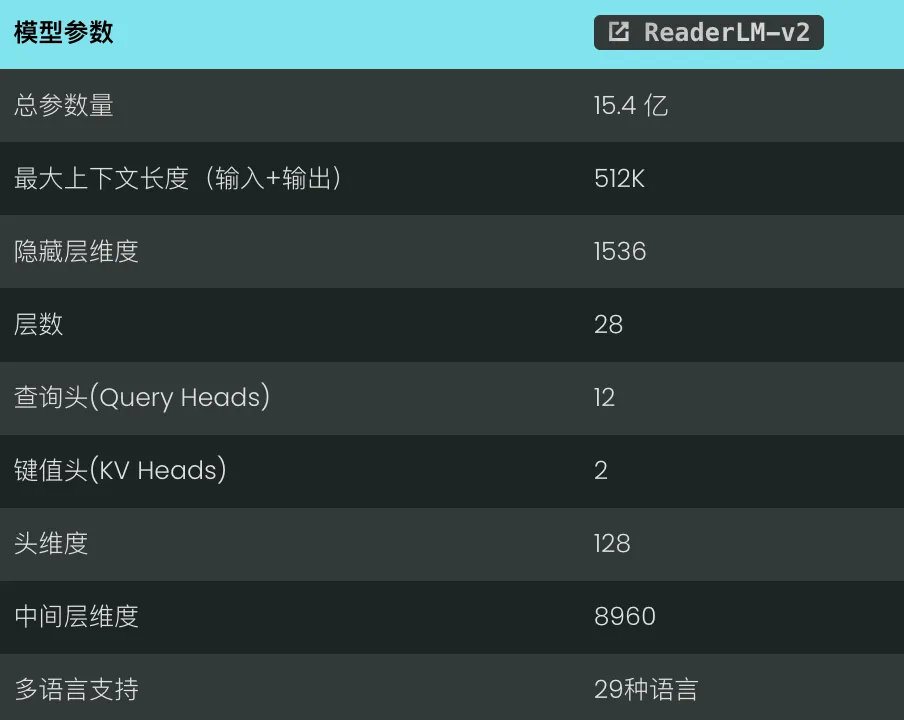 模型参数 ReaderLM-v2
总参数量 15.4 亿
最大上下文长度（输入+输出） 512K
隐藏层维度 1536
层数 28
查询头(Query Heads) 12
键值头(KV Heads) 2
头维度 128
中间层维度 8960
多语言支持 29种语言